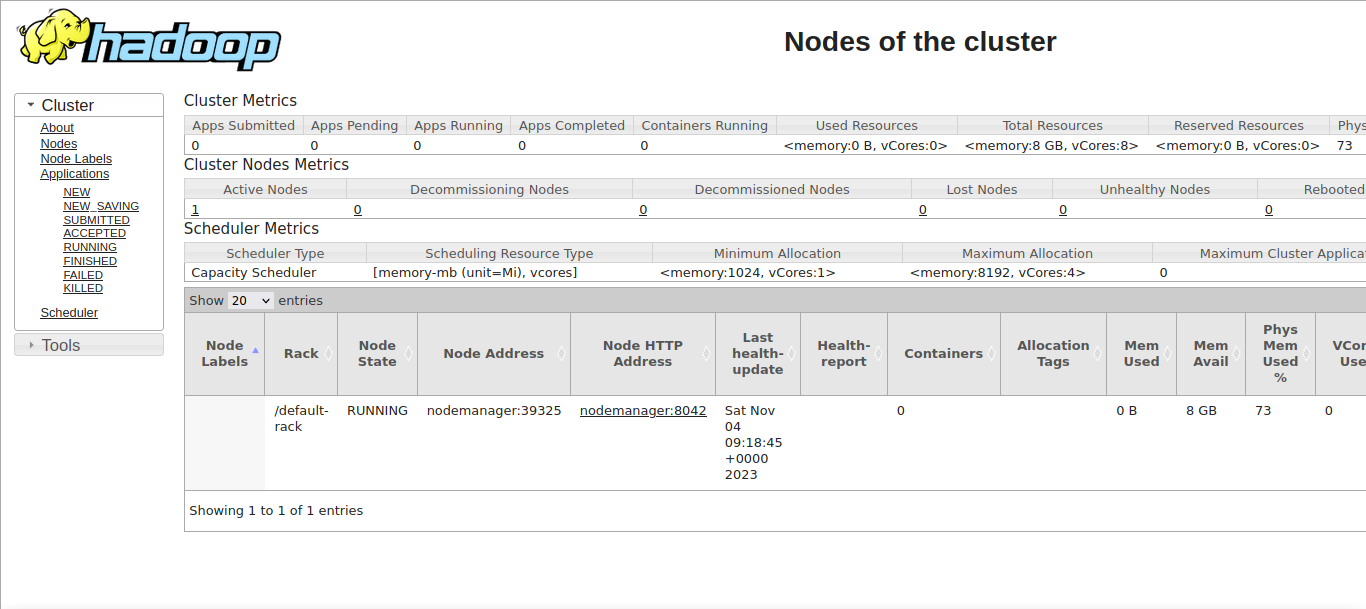 hadoop
Nodes of the cluster
Cluster
About
Nodes
Node Labels
Applications
NEW
NEW_SAVING
SUBMITTED
ACCEPTED
RUNNING
FINISHED
FAILED
KILLED
Scheduler
Tools
Cluster Metrics
Apps Submitted Apps Pending Apps Running Apps Completed Containers Running Used Resources Total Resources Reserved Resources Phys
0 0 0 0 0 <memory:0 B, vCores:0> <memory:8 GB, vCores:8> <memory:0 B, vCores:0> 73
Cluster Nodes Metrics
Active Nodes Decommissioning Nodes Decommissioned Nodes Lost Nodes Unhealthy Nodes Rebooted
1 0 0 0 0 0
Scheduler Metrics
Scheduler Type Scheduling Resource Type Minimum Allocation Maximum Allocation Maximum Cluster Applica
Capacity Scheduler [memory-mb (unit=Mi), vcores] <memory:1024, vCores:1> <memory:8192, vCores:4> 0
Show 20 entries
Node Labels Rack Node State Node Address Node HTTP Address Last health-update Health-report Containers Allocation Tags Mem Used Mem Avail Phys Mem Used % VCor Use
/default-rack RUNNING nodemanager:39325 nodemanager:8042 Sat Nov 04 09:18:45 +0000 2023 0 0 B 8 GB 73 0
Showing 1 to 1 of 1 entries